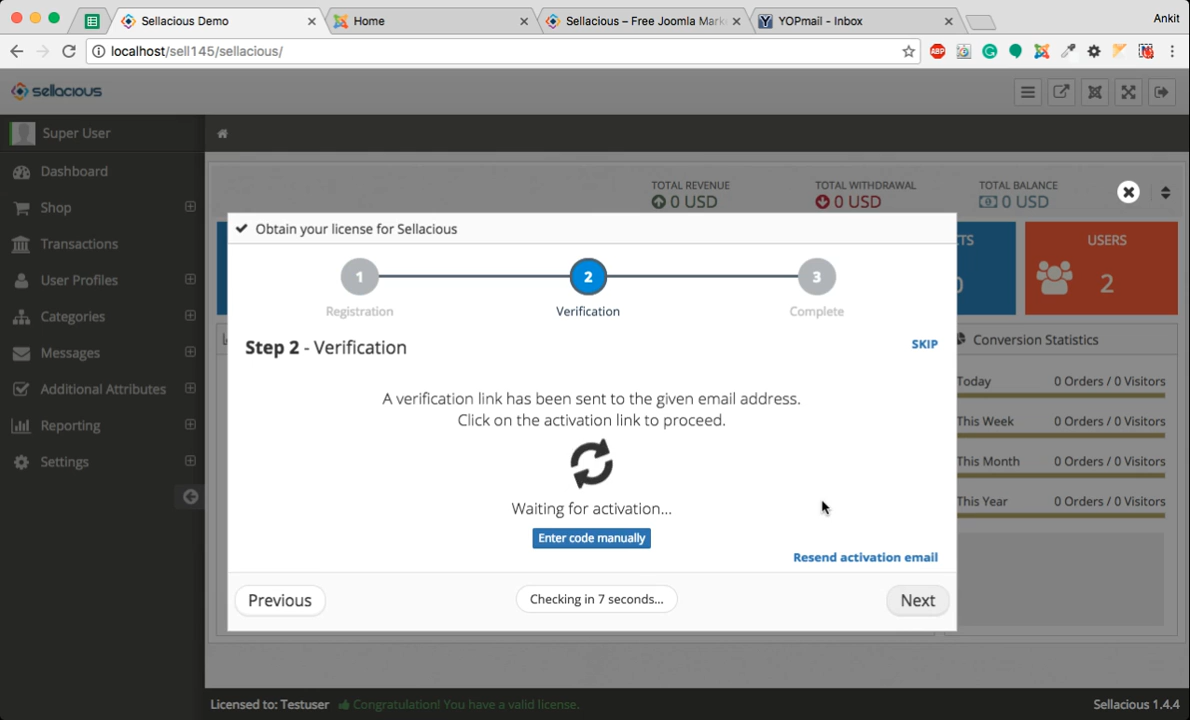 Sellacious Demo
Home
Sellacious – Free Joomla Mark
YOPmail - Inbox
Ankit
localhost/sell145/sellacious/
ABP
sellacious
Super User
Dashboard
Shop
Transactions
User Profiles
Categories
Messages
Additional Attributes
Reporting
Settings
TOTAL REVENUE
0 USD
TOTAL WITHDRAWAL
0 USD
TOTAL BALANCE
0 USD
USERS
2
Obtain your license for Sellacious
1
2
3
Registration
Verification
Complete
Step 2 - Verification
SKIP
A verification link has been sent to the given email address.
Click on the activation link to proceed.
Waiting for activation...
Enter code manually
Resend activation email
Previous
Checking in 7 seconds...
Next
Conversion Statistics
Today 0 Orders / 0 Visitors
This Week 0 Orders / 0 Visitors
This Month 0 Orders / 0 Visitors
This Year 0 Orders / 0 Visitors
Licensed to: Testuser Congratulation! You have a valid license.
Sellacious 1.4.4